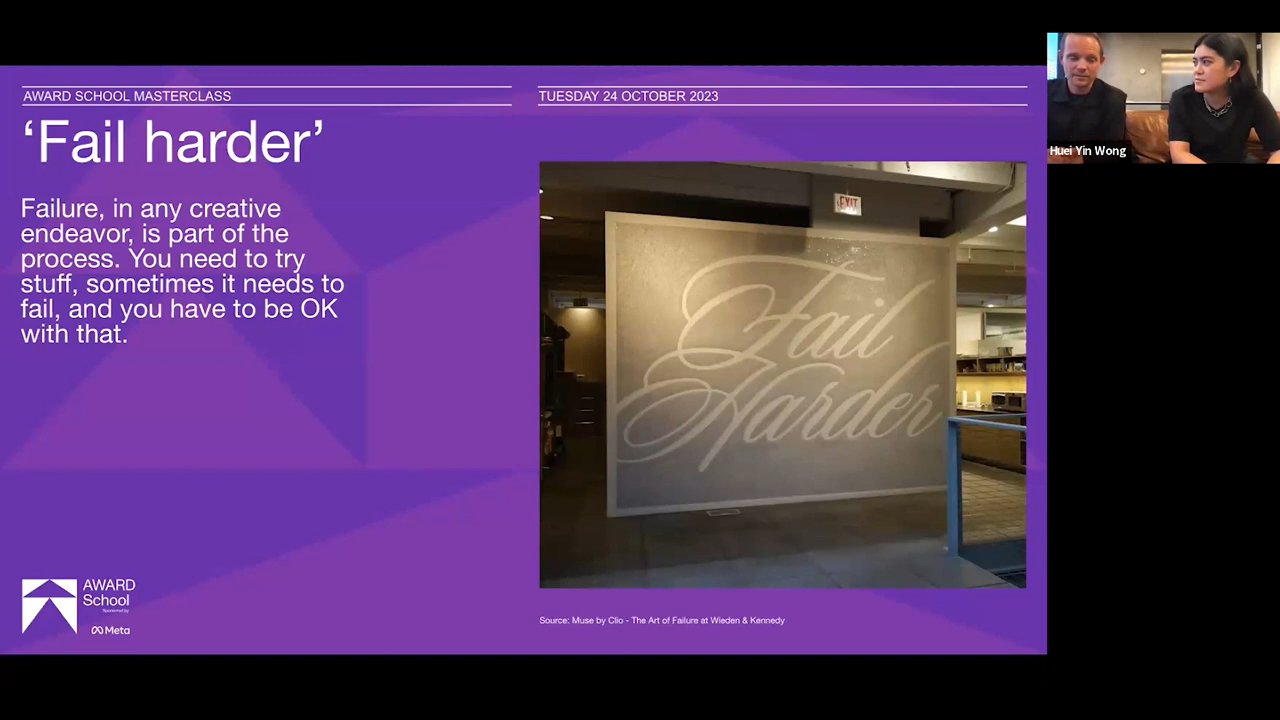 AWARD SCHOOL MASTERCLASS
TUESDAY 24 OCTOBER 2023
‘Fail harder’
Failure, in any creative
endeavor, is part of the
process. You need to try
stuff, sometimes it needs to
fail, and you have to be OK
with that.
EXIT
Fail
Harder
AWARD
School
Sponsored by
Meta
Source: Muse by Clio - The Art of Failure at Wieden & Kennedy
Huei Yin Wong